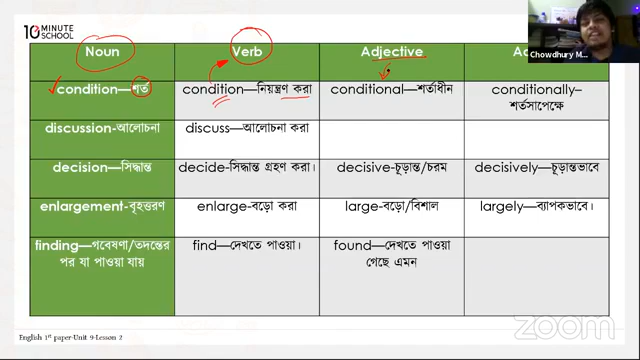 10 MINUTE SCHOOL
Chowdhury M...
Noun Verb Adjective Ad
condition—শর্ত condition—নিয়ন্ত্রণ করা conditional—শর্তাধীন conditionally–
শর্তসাপেক্ষে
discussion-আলোচনা discuss—আলোচনা করা
decision—সিদ্ধান্ত decide-সিদ্ধান্ত গ্রহণ করা। decisive-চূড়ান্ত/চরম decisively—চূড়ান্তভাবে
enlargement-বৃহত্তরণ enlarge-বড়ো করা large-বড়ো/বিশাল largely–ব্যাপকভাবে।
finding—গবেষণা/তদন্তের find—দেখতে পাওয়া। found—দেখতে পাওয়া
পর যা পাওয়া যায় গেছে এমন
English 1st paper-Unit 9-Lesson 2
zoom